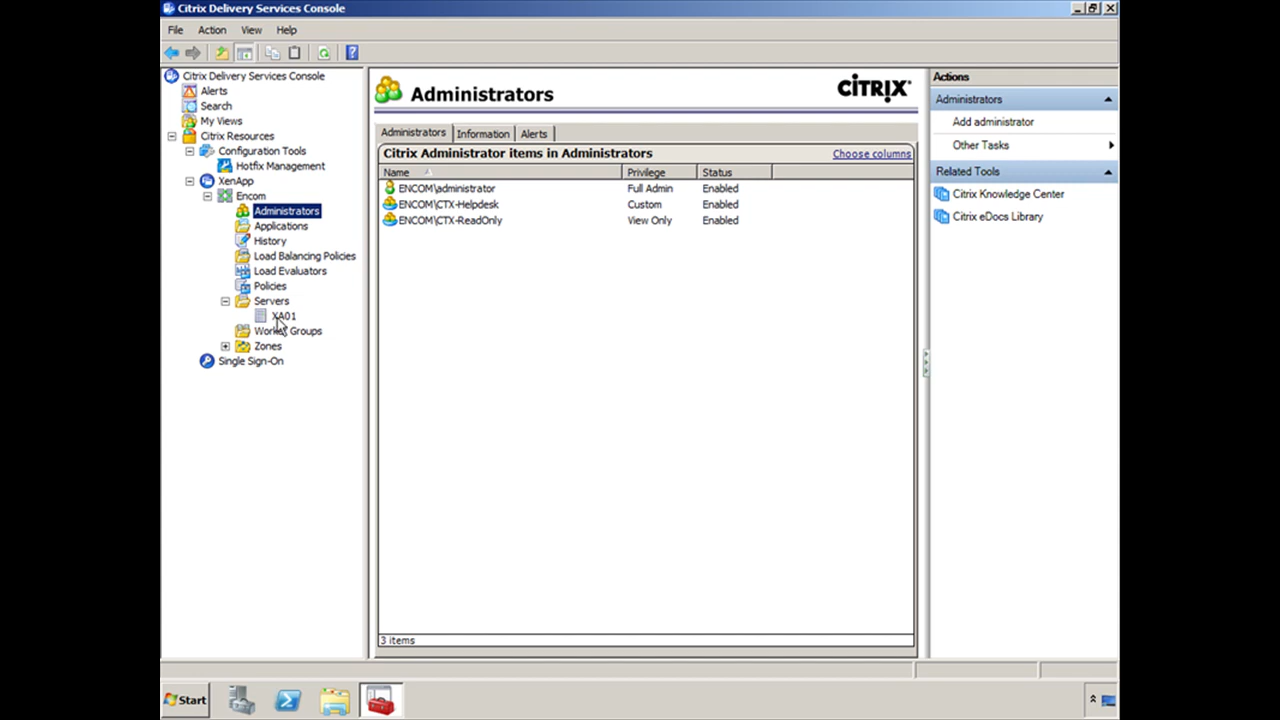 Citrix Delivery Services Console
File Action View Help
Citrix Delivery Services Console
Alerts
Search
My Views
Citrix Resources
Configuration Tools
Hotfix Management
XenApp
Encom
Administrators
Applications
History
Load Balancing Policies
Load Evaluators
Policies
Servers
XA01
Worker Groups
Zones
Single Sign-On
Administrators
CITRIX
Administrators Information Alerts
Citrix Administrator items in Administrators Choose columns
Name Privilege Status
ENCOM\administrator Full Admin Enabled
ENCOM\CTX-Helpdesk Custom Enabled
ENCOM\CTX-ReadOnly View Only Enabled
3 items
Actions
Administrators
Add administrator
Other Tasks
Related Tools
Citrix Knowledge Center
Citrix eDocs Library
Start